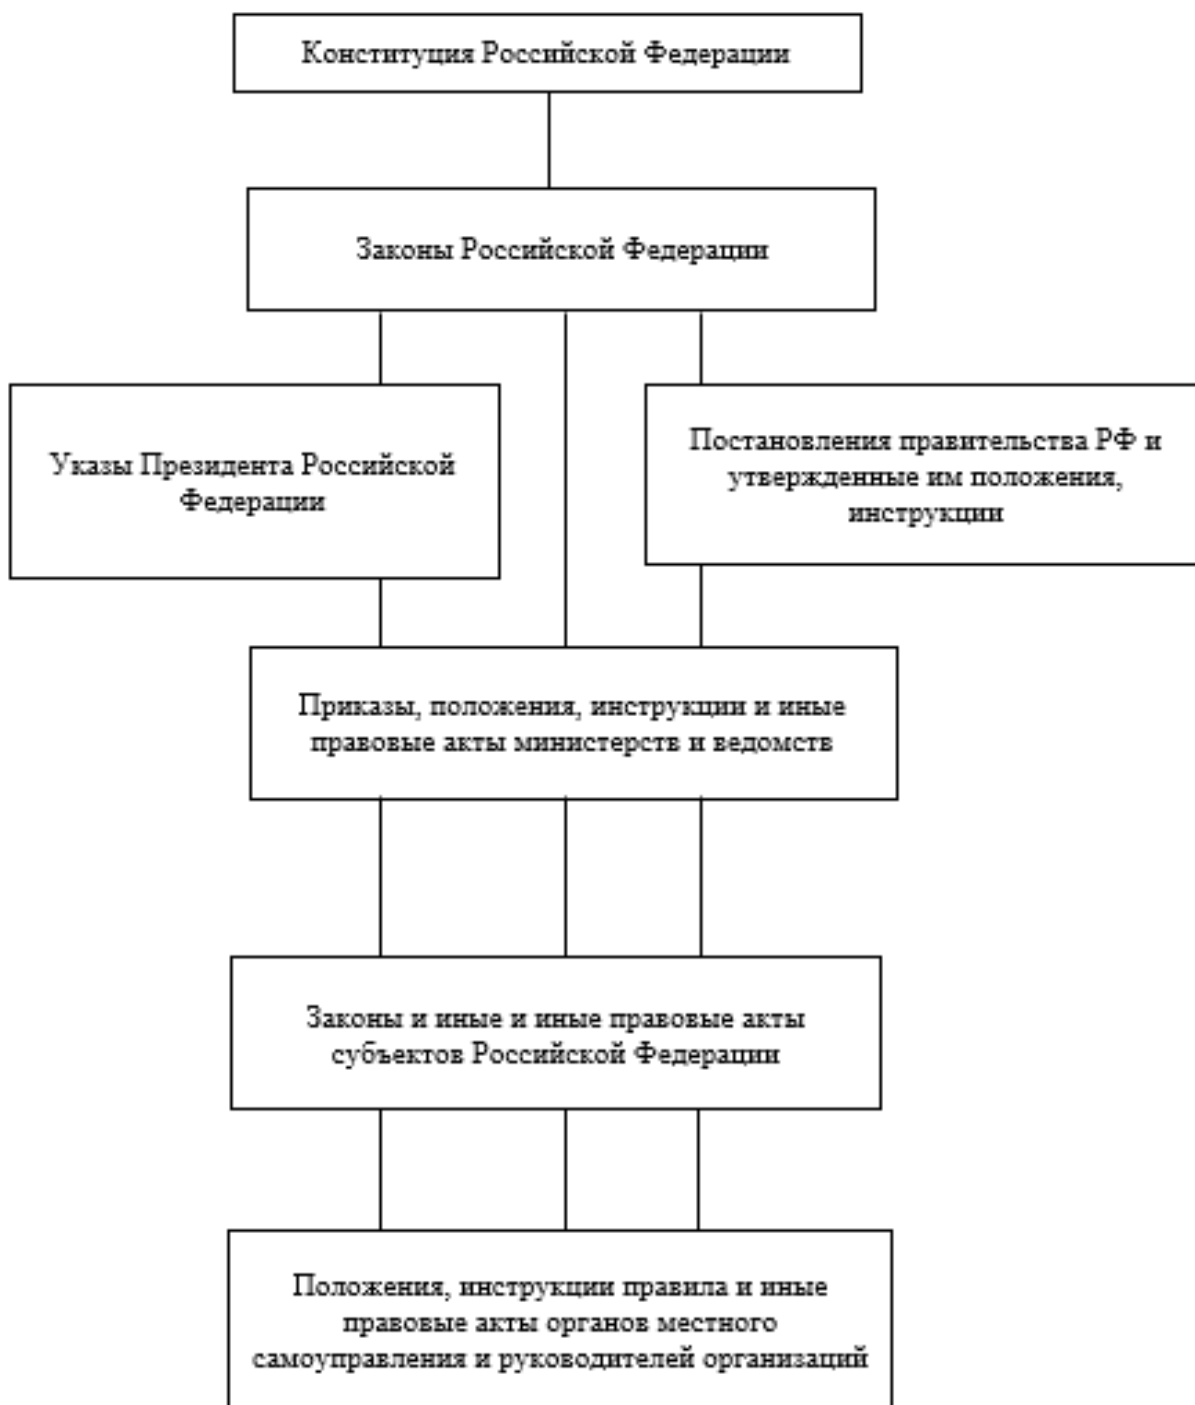 Конституция Российской Федерации
Законы Российской Федерации
Указы Президента Российской
Федерации
Постановления правительства РФ и
утвержденные им положения,
инструкции
Приказы, положения, инструкции и иные
правовые акты министерств и ведомств
Законы и иные и иные правовые акты
субъектов Российской Федерации
Положения, инструкции правила и иные
правовые акты органов местного
самоуправления и руководителей организаций